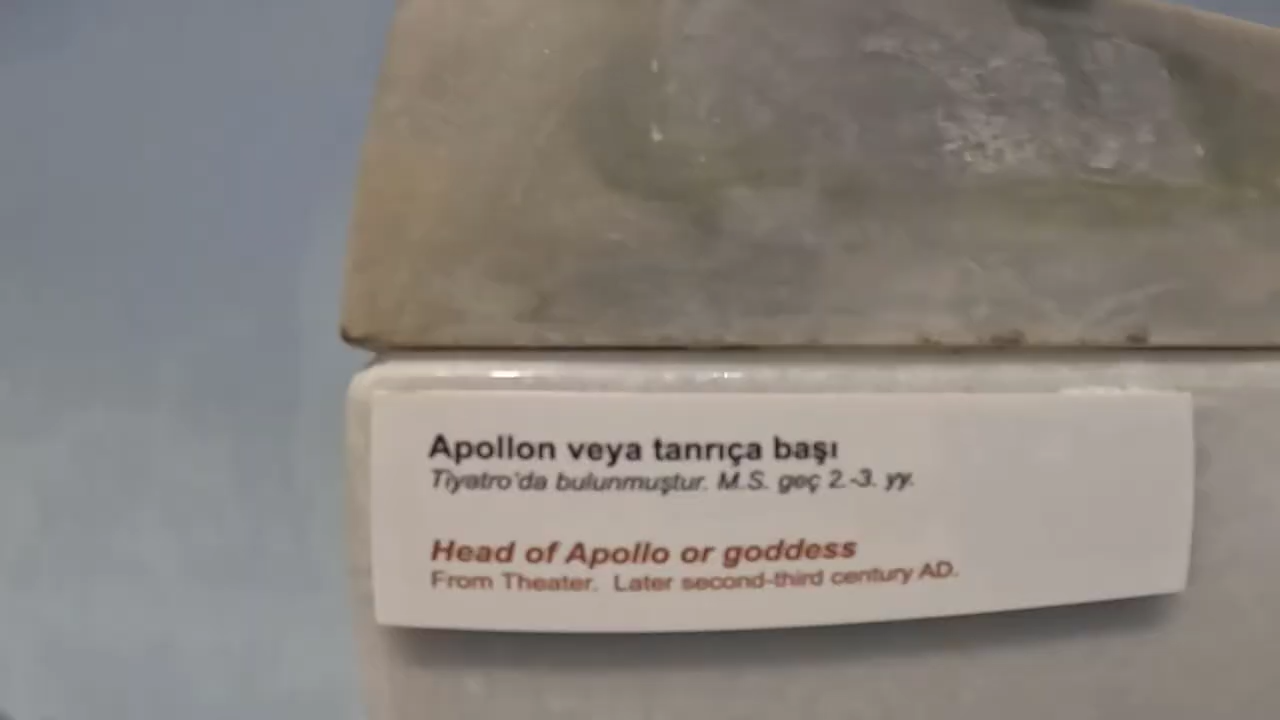 Apollon veya tanrıça başı
Tiyatro'da bulunmuştur. M.S. geç 2.-3. yy.
Head of Apollo or goddess
From Theater. Later second-third century AD.